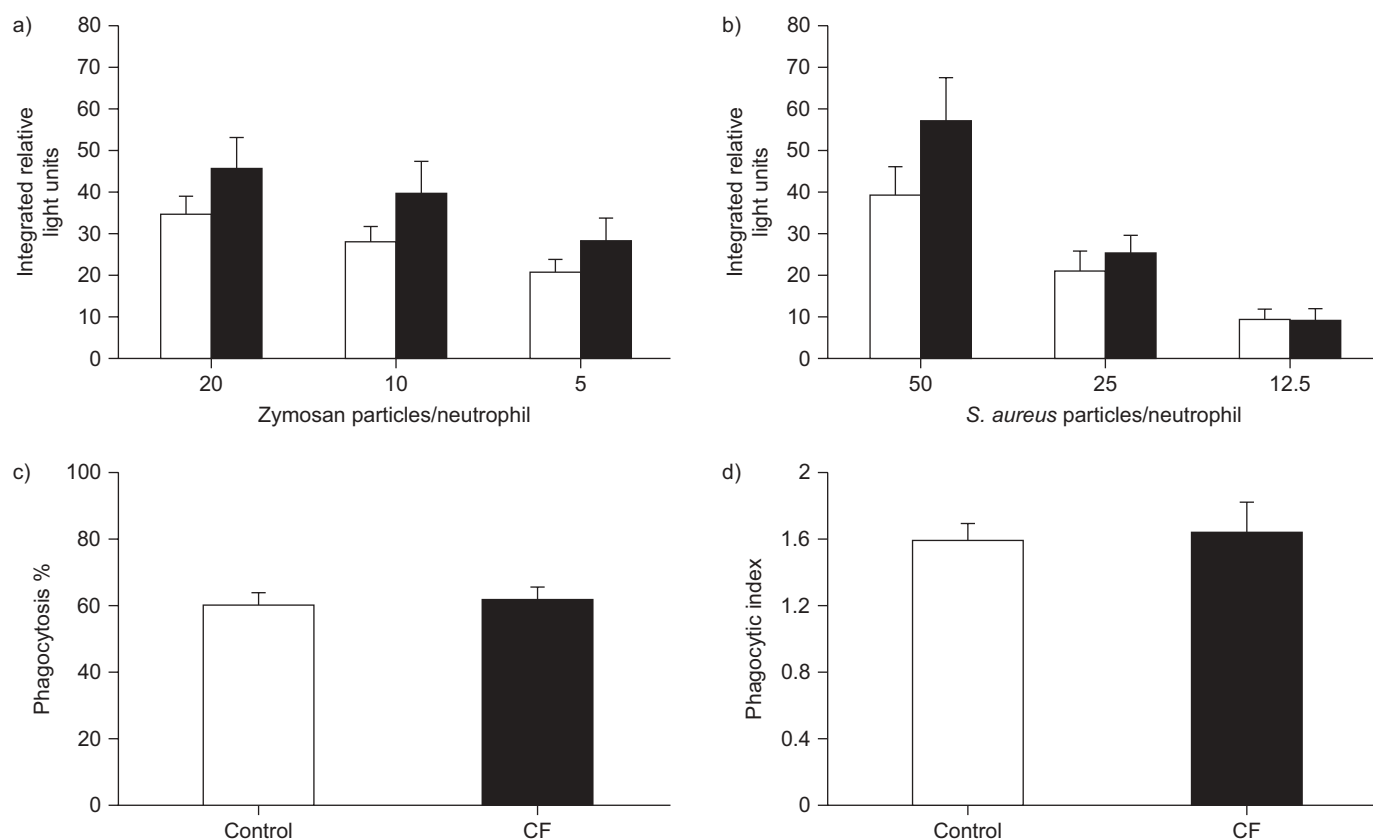 a)
80
70
60
50
40
30
20
10
0
Integrated relative
light units
20 10 5
Zymosan particles/neutrophil
b)
80
70
60
50
40
30
20
10
0
Integrated relative
light units
50 25 12.5
S. aureus particles/neutrophil
c)
100
80
60
40
20
0
Phagocytosis %
Control CF
d)
2
1.6
1.2
0.8
0.4
0
Phagocytic index
Control CF